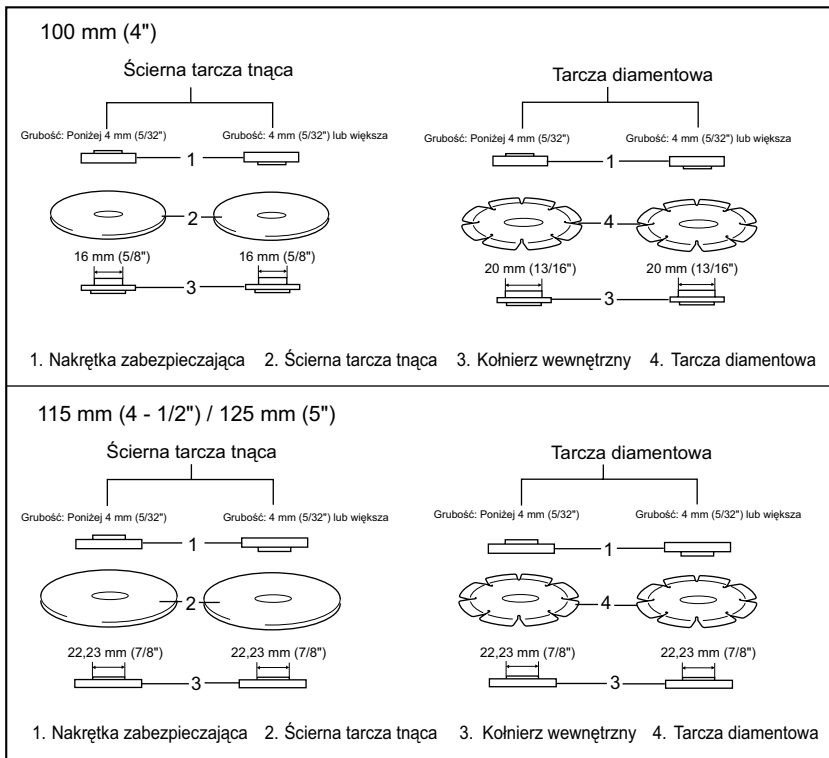 100 mm (4")
Ścierna tarcza tnąca
Tarcza diamentowa
Grubość: Poniżej 4 mm (5/32")
Grubość: 4 mm (5/32") lub większa
Grubość: Poniżej 4 mm (5/32")
Grubość: 4 mm (5/32") lub większa
1
1
2
4
16 mm (5/8")
16 mm (5/8")
20 mm (13/16")
20 mm (13/16")
3
3
1. Nakrętka zabezpieczająca 2. Ścierna tarcza tnąca 3. Kołnierz wewnętrzny 4. Tarcza diamentowa
115 mm (4 - 1/2") / 125 mm (5")
Ścierna tarcza tnąca
Tarcza diamentowa
Grubość: Poniżej 4 mm (5/32")
Grubość: 4 mm (5/32") lub większa
Grubość: Poniżej 4 mm (5/32")
Grubość: 4 mm (5/32") lub większa
1
1
2
4
22,23 mm (7/8")
22,23 mm (7/8")
22,23 mm (7/8")
22,23 mm (7/8")
3
3
1. Nakrętka zabezpieczająca 2. Ścierna tarcza tnąca 3. Kołnierz wewnętrzny 4. Tarcza diamentowa